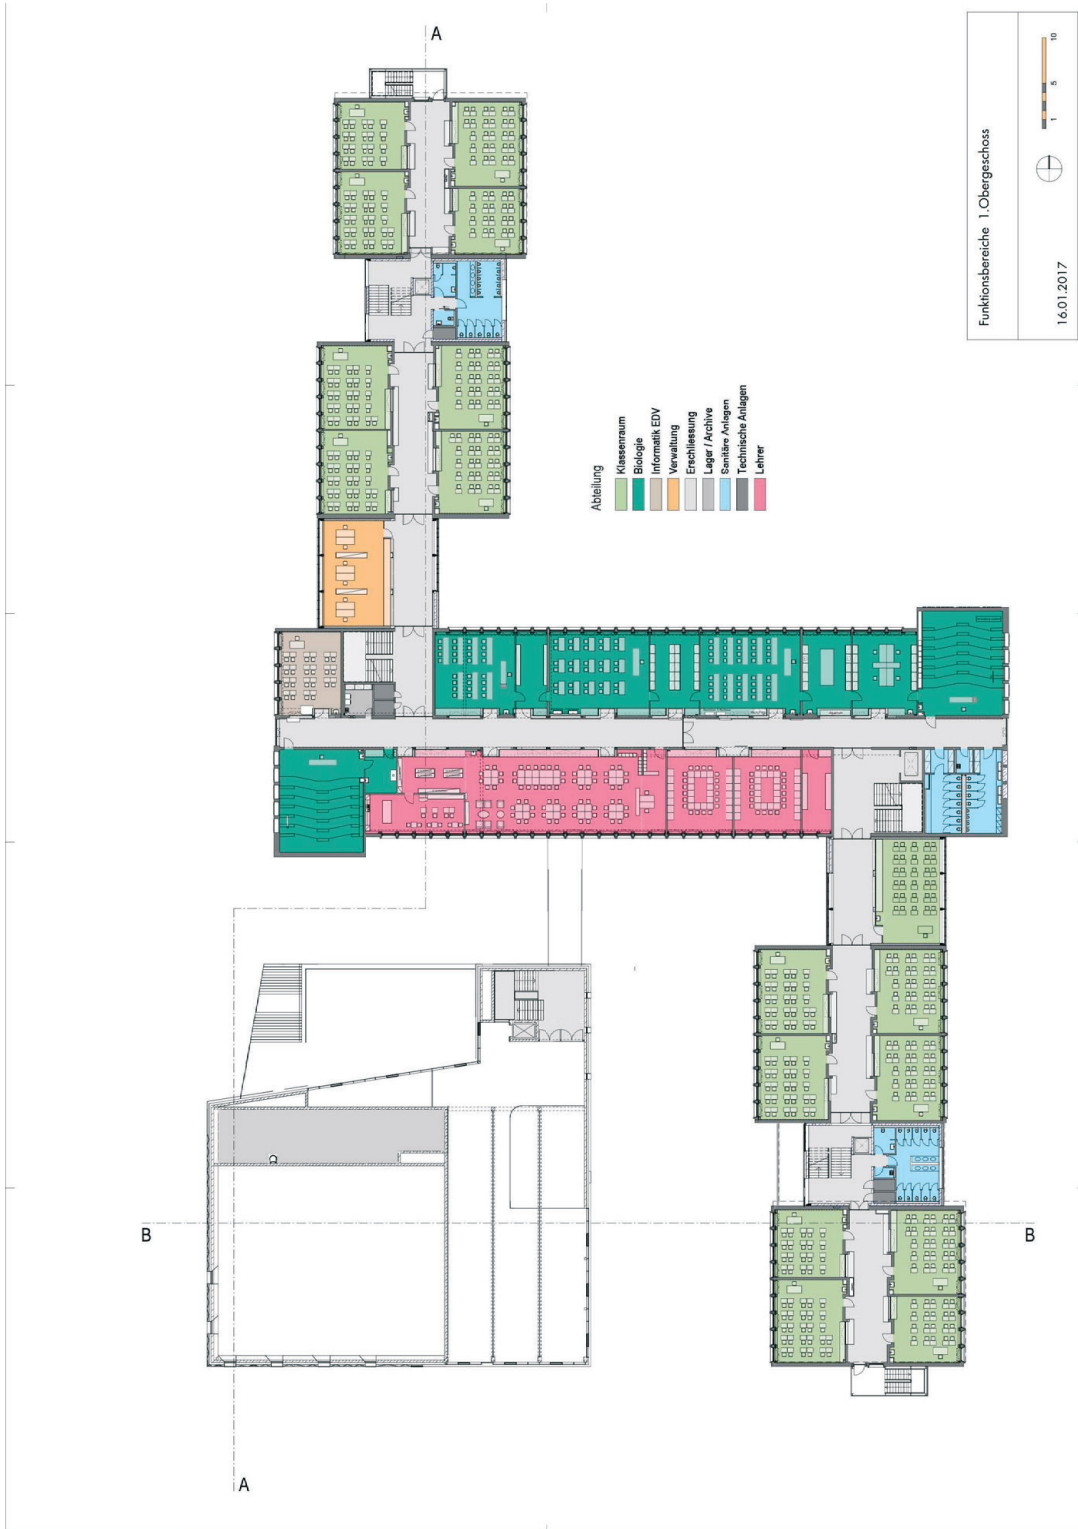 A
Funktionsbereiche 1.Obergeschoss
16.01.2017
1
5
10
Abteilung
Klassenraum
Biologie
Informatik EDV
Verwaltung
Erschliessung
Lager / Archive
Sanitäre Anlagen
Technische Anlagen
Lehrer
B
B
A